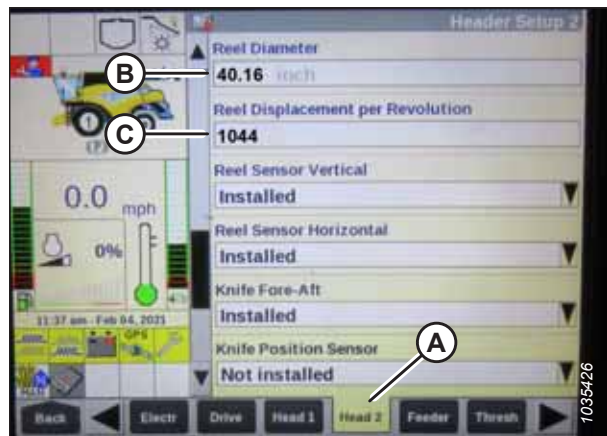 Header Setup 2
Reel Diameter
B
40.16 inch
Reel Displacement per Revolution
C
1044
(?)
Reel Sensor Vertical
Installed
0.0
mph
Reel Sensor Horizontal
Installed
0%
Knife Fore-Aft
Installed
11:37 am - Feb 04, 2021
GPS
Knife Position Sensor
A
Not installed
Back
Electr
Drive
Head 1
Head 2
Feeder
Thresh
1035426